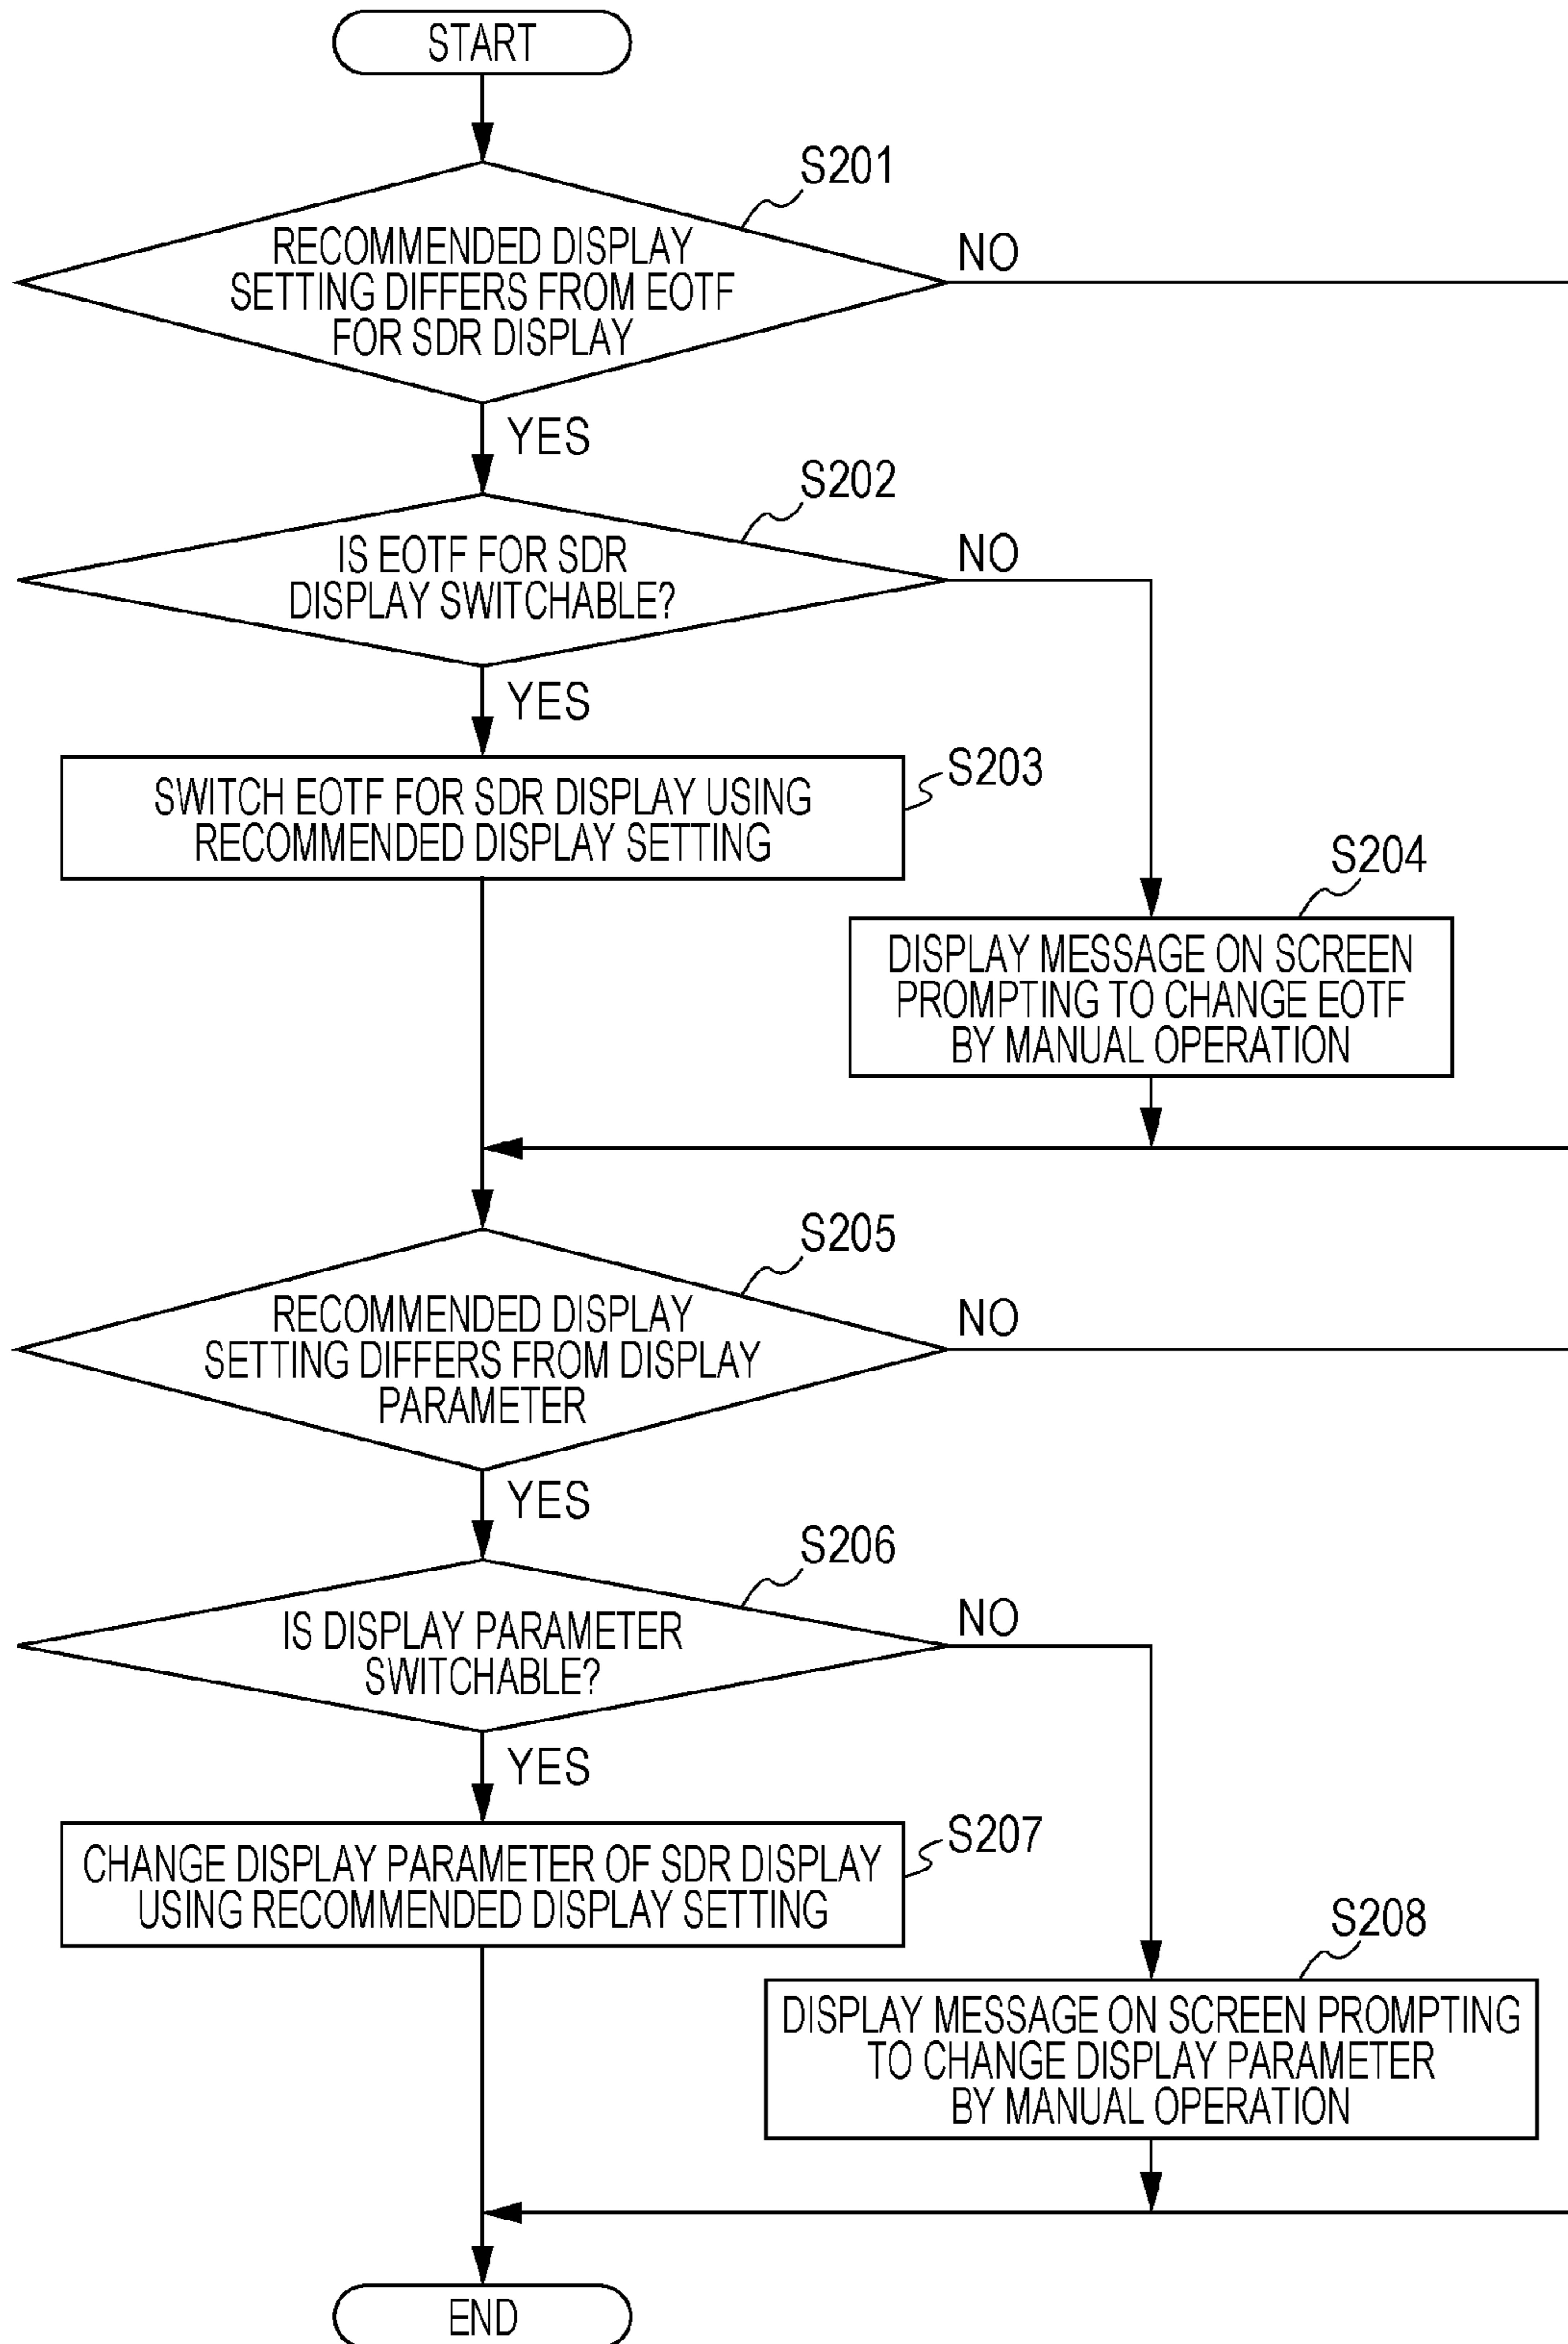 START
S201
RECOMMENDED DISPLAY
SETTING DIFFERS FROM EOTF
FOR SDR DISPLAY
NO
YES
S202
IS EOTF FOR SDR
DISPLAY SWITCHABLE?
NO
YES
S203
SWITCH EOTF FOR SDR DISPLAY USING
RECOMMENDED DISPLAY SETTING
S204
DISPLAY MESSAGE ON SCREEN
PROMPTING TO CHANGE EOTF
BY MANUAL OPERATION
S205
RECOMMENDED DISPLAY
SETTING DIFFERS FROM DISPLAY
PARAMETER
NO
YES
S206
IS DISPLAY PARAMETER
SWITCHABLE?
NO
YES
S207
CHANGE DISPLAY PARAMETER OF SDR DISPLAY
USING RECOMMENDED DISPLAY SETTING
S208
DISPLAY MESSAGE ON SCREEN PROMPTING
TO CHANGE DISPLAY PARAMETER
BY MANUAL OPERATION
END